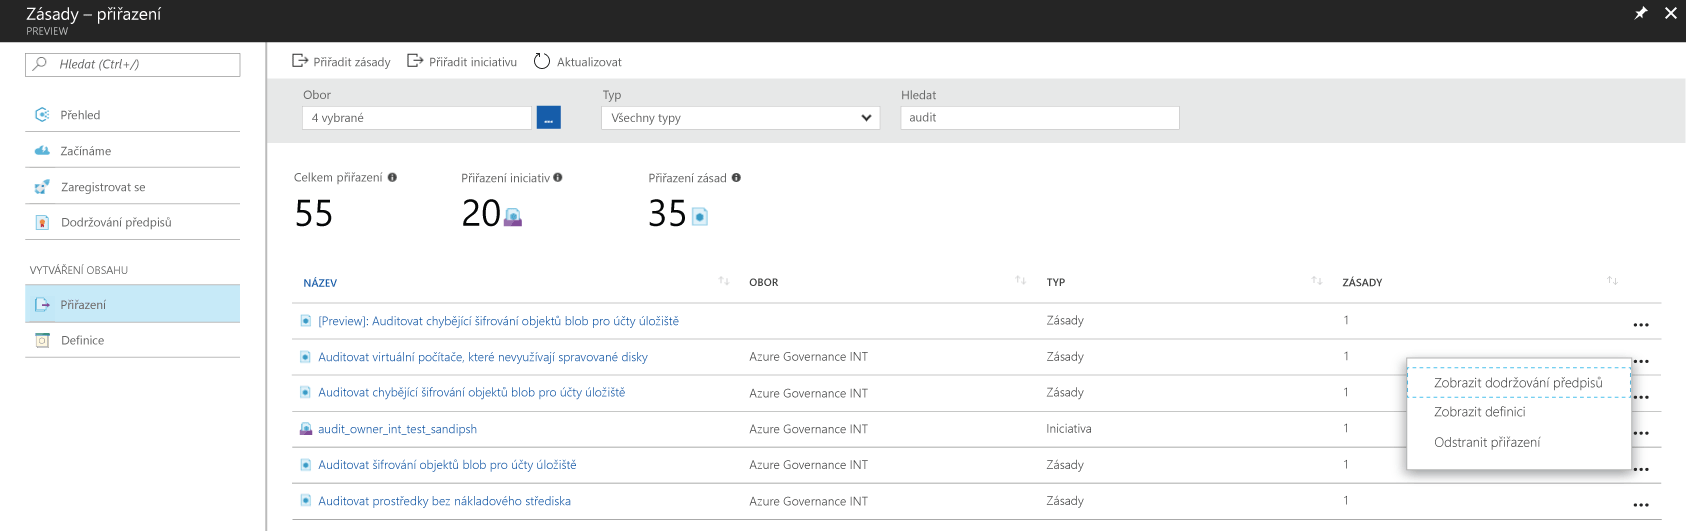 Zásady – přiřazení
PREVIEW
Hledat (Ctrl+/)
Přehled
Začínáme
Zaregistrovat se
Dodržování předpisů
VYTVÁŘENÍ OBSAHU
Přiřazení
Definice
Přiřadit zásady Přiřadit iniciativu Aktualizovat
Obor Typ Hledat
4 vybrané ... Všechny typy audit
Celkem přiřazení Přiřazení iniciativ Přiřazení zásad
55 20 35
NÁZEV OBOR TYP ZÁSADY
[Preview]: Auditovat chybějící šifrování objektů blob pro účty úložiště Zásady 1
Auditovat virtuální počítače, které nevyužívají spravované disky Azure Governance INT Zásady 1
Auditovat chybějící šifrování objektů blob pro účty úložiště Azure Governance INT Zásady 1
audit_owner_int_test_sandipsh Azure Governance INT Iniciativa 1
Auditovat šifrování objektů blob pro účty úložiště Azure Governance INT Zásady 1
Auditovat prostředky bez nákladového střediska Azure Governance INT Zásady 1
Zobrazit dodržování předpisů
Zobrazit definici
Odstranit přiřazení